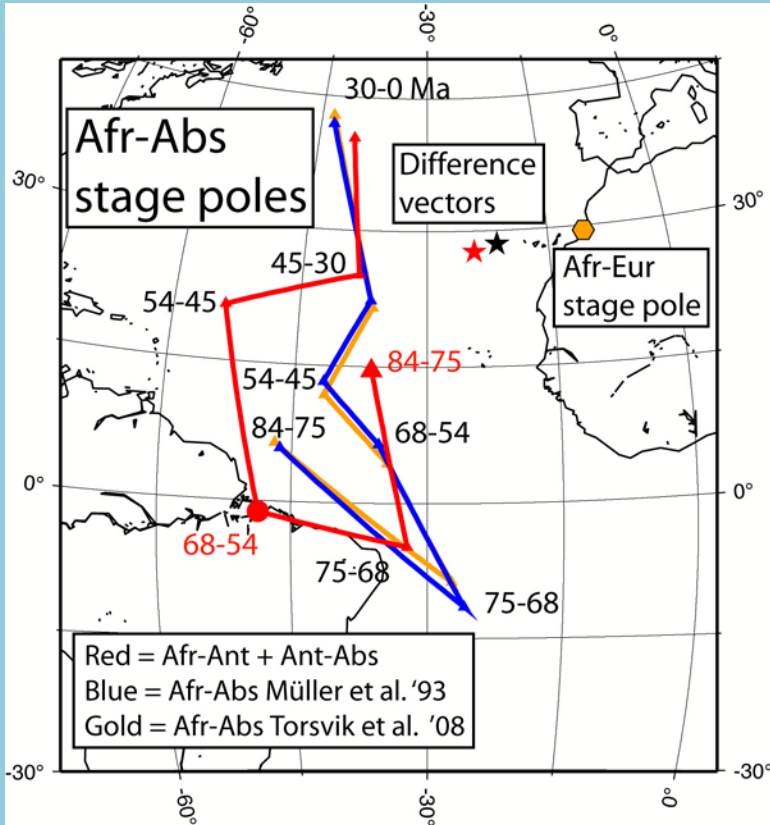 -60°
-30°
0°
30-0 Ma
Afr-Abs
stage poles
Difference
vectors
30°
30°
45-30
Afr-Eur
stage pole
54-45
54-45
84-75
84-75
68-54
0°
0°
68-54
75-68
75-68
Red = Afr-Ant + Ant-Abs
Blue = Afr-Abs Müller et al. ‘93
Gold = Afr-Abs Torsvik et al. ’08
-30°
-30°
-60°
-30°
0°